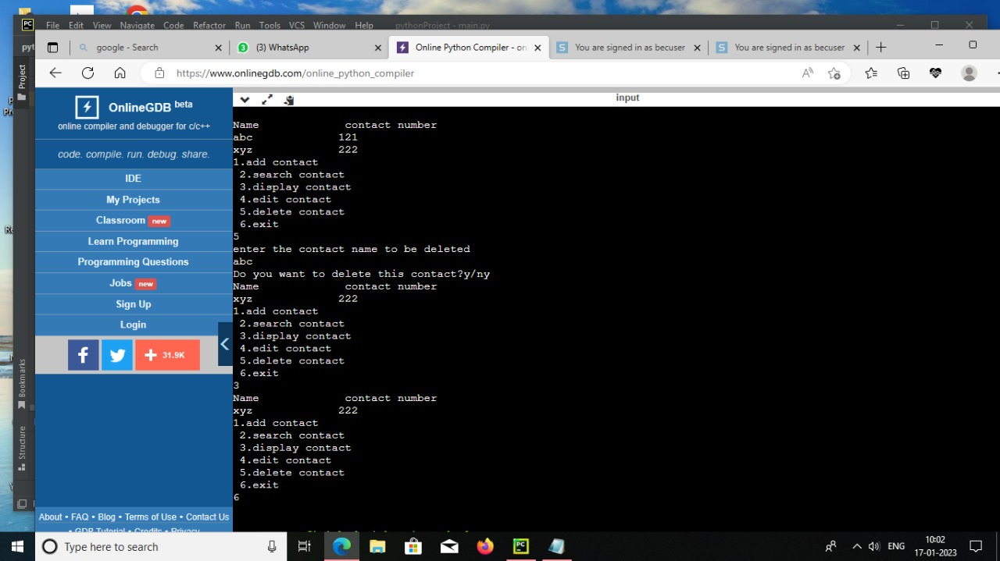 PC File Edit View Navigate Code Refactor Run Tools VCS Window Help pythonProject - main.py
pyt
google - Search
(3) WhatsApp
Online Python Compiler - on
You are signed in as becuser
You are signed in as becuser
https://www.onlinegdb.com/online_python_compiler
Project
Bookmarks
Structure
OnlineGDB beta
online compiler and debugger for c/c++
code. compile. run. debug. share.
IDE
My Projects
Classroom new
Learn Programming
Programming Questions
Jobs new
Sign Up
Login
31.9K
About • FAQ • Blog • Terms of Use • Contact Us
• GDB Tutorial • Credits • Privacy
input
Name contact number
abc 121
xyz 222
1.add contact
2.search contact
3.display contact
4.edit contact
5.delete contact
6.exit
5
enter the contact name to be deleted
abc
Do you want to delete this contact?y/ny
Name contact number
xyz 222
1.add contact
2.search contact
3.display contact
4.edit contact
5.delete contact
6.exit
3
Name contact number
xyz 222
1.add contact
2.search contact
3.display contact
4.edit contact
5.delete contact
6.exit
6
Type here to search
PC
ENG
10:02
17-01-2023